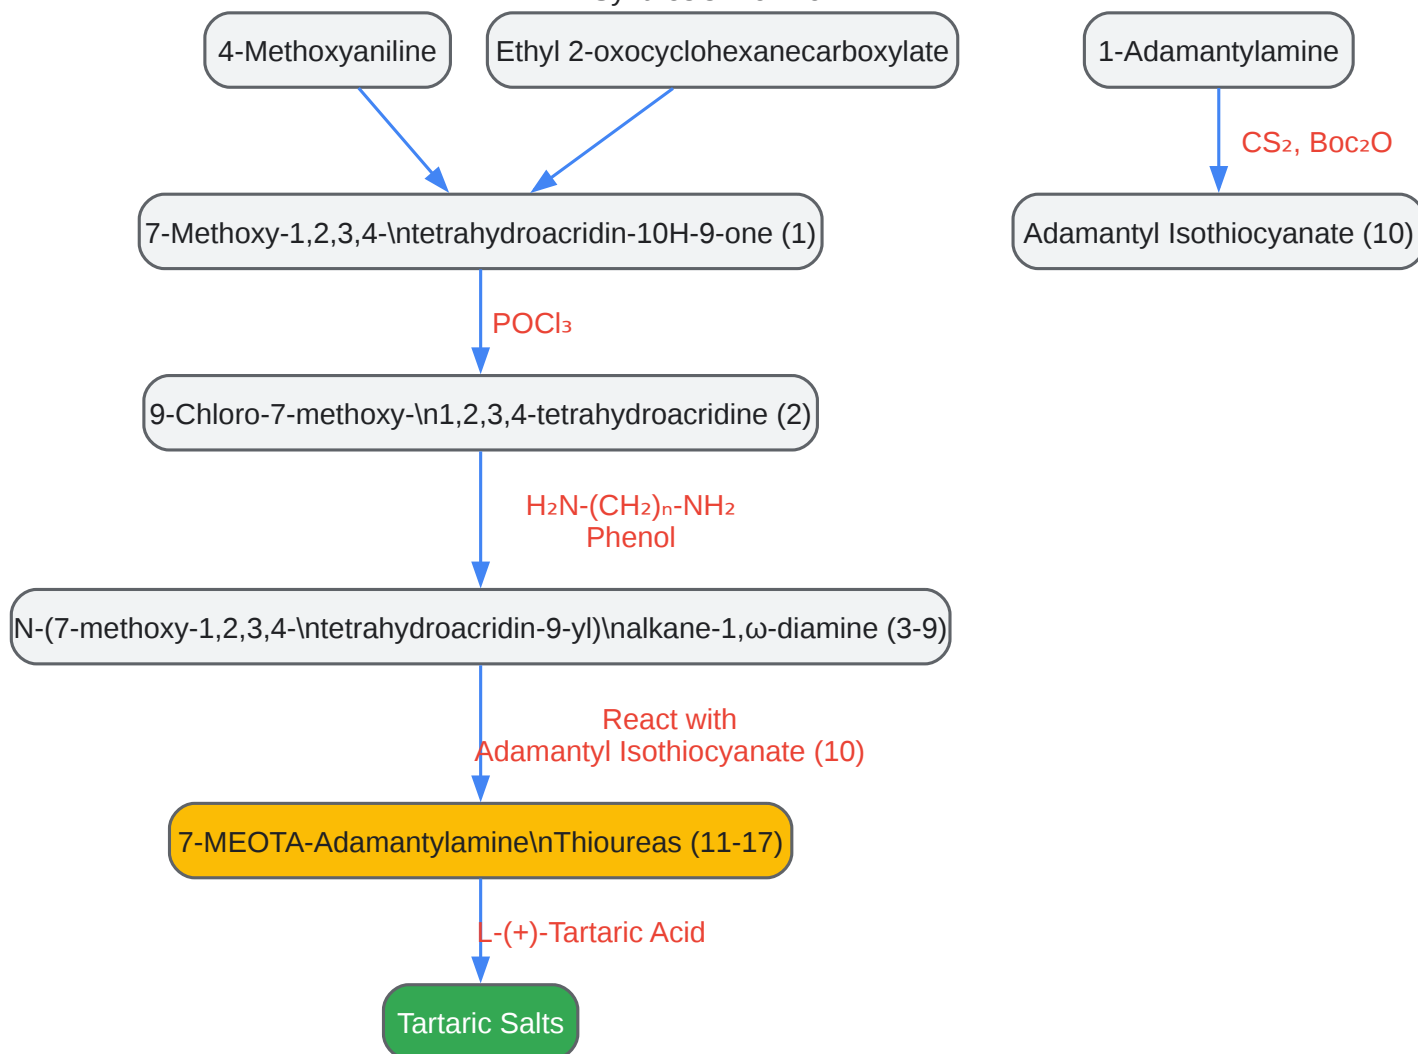 4-Methoxyaniline
Ethyl 2-oxocyclohexanecarboxylate
1-Adamantylamine
CS₂, Boc₂O
7-Methoxy-1,2,3,4-\ntetrahydroacridin-10H-9-one (1)
Adamantyl Isothiocyanate (10)
POCl₃
9-Chloro-7-methoxy-\n1,2,3,4-tetrahydroacridine (2)
H₂N-(CH₂)ₙ-NH₂
Phenol
N-(7-methoxy-1,2,3,4-\ntetrahydroacridin-9-yl)\nalkane-1,ω-diamine (3-9)
React with
Adamantyl Isothiocyanate (10)
7-MEOTA-Adamantylamine\nThioureas (11-17)
L-(+)-Tartaric Acid
Tartaric Salts